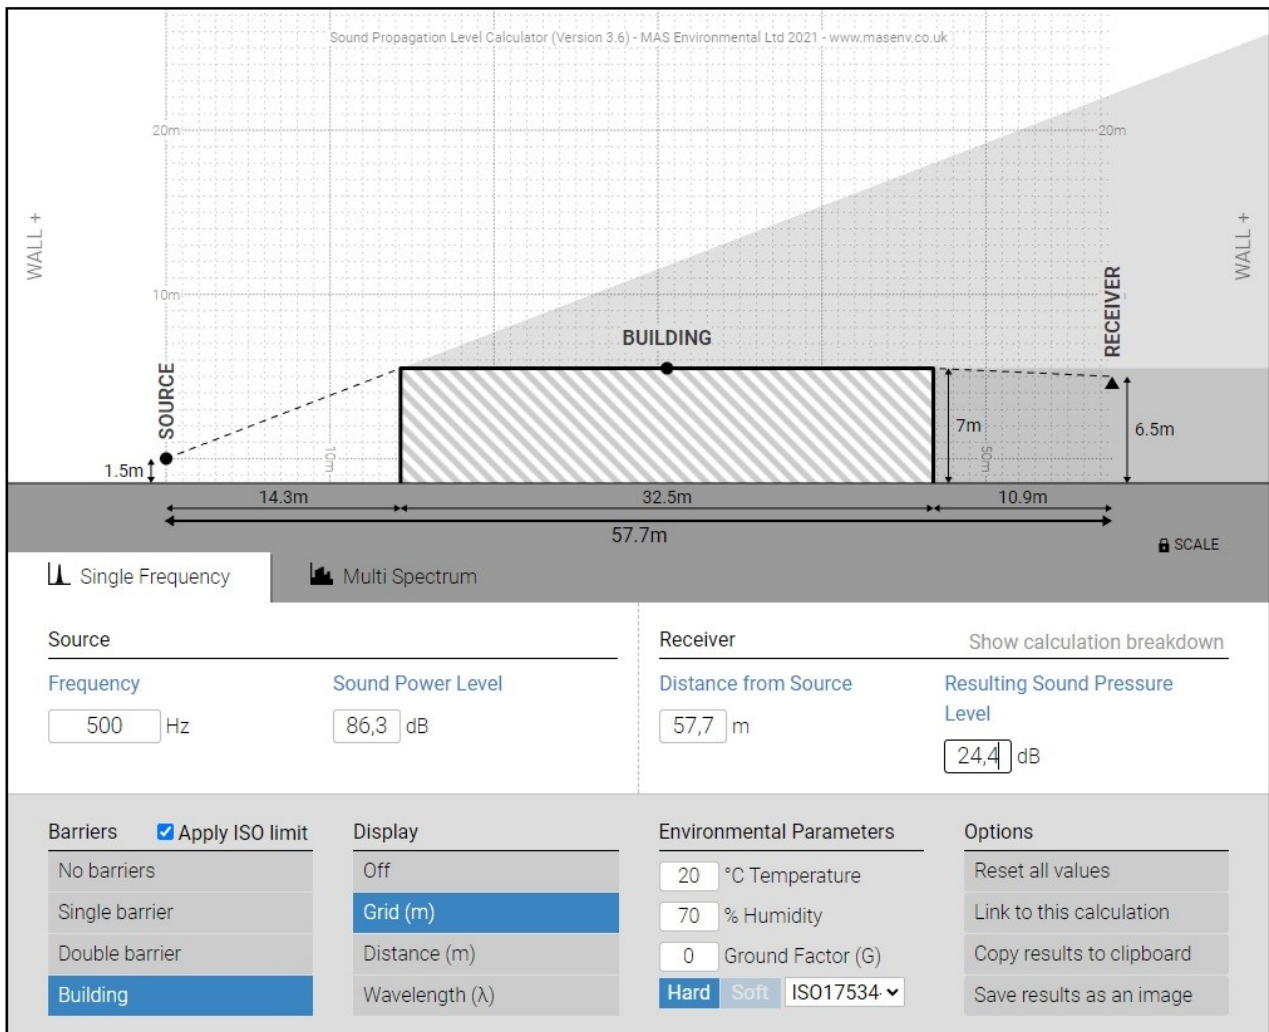 Sound Propagation Level Calculator (Version 3.6) - MAS Environmental Ltd 2021 - www.masenv.co.uk
20m
20m
WALL +
WALL +
10m
RECEIVER
BUILDING
SOURCE
7m
6.5m
1.5m
10m
50m
14.3m
32.5m
10.9m
57.7m
SCALE
Single Frequency
Multi Spectrum
Source
Receiver
Show calculation breakdown
Frequency
Sound Power Level
Distance from Source
Resulting Sound Pressure
Level
500 Hz
86,3 dB
57,7 m
24,4 dB
Barriers
Apply ISO limit
No barriers
Single barrier
Double barrier
Building
Display
Off
Grid (m)
Distance (m)
Wavelength (λ)
Environmental Parameters
20 °C Temperature
70 % Humidity
0 Ground Factor (G)
Hard Soft ISO17534-
Options
Reset all values
Link to this calculation
Copy results to clipboard
Save results as an image